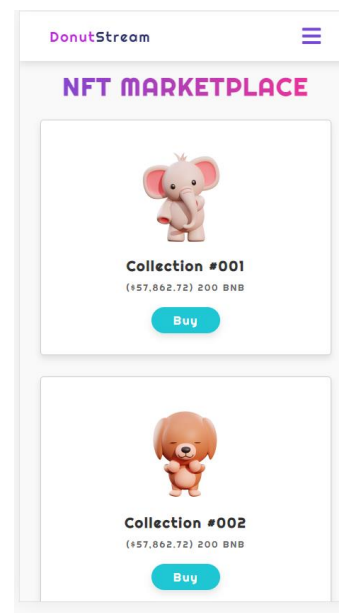 DonutStream
NFT MARKETPLACE
Collection #001
($57,862.72) 200 BNB
Buy
Collection #002
($57,862.72) 200 BNB
Buy